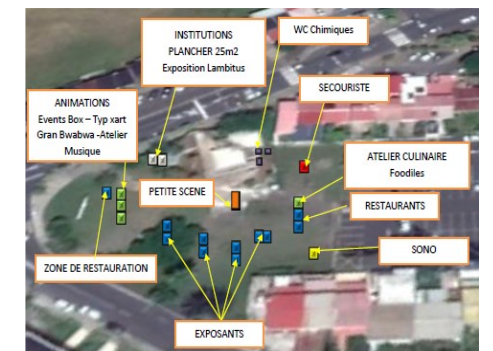 INSTITUTIONS
PLANCHER 25m2
Exposition Lambitus
WC Chimiques
SECOURISTE
ANIMATIONS
Events Box – Typ xart
Gran Bwabwa -Atelier
Musique
ATELIER CULINAIRE
Foodiles
PETITE SCENE
RESTAURANTS
SONO
ZONE DE RESTAURATION
EXPOSANTS